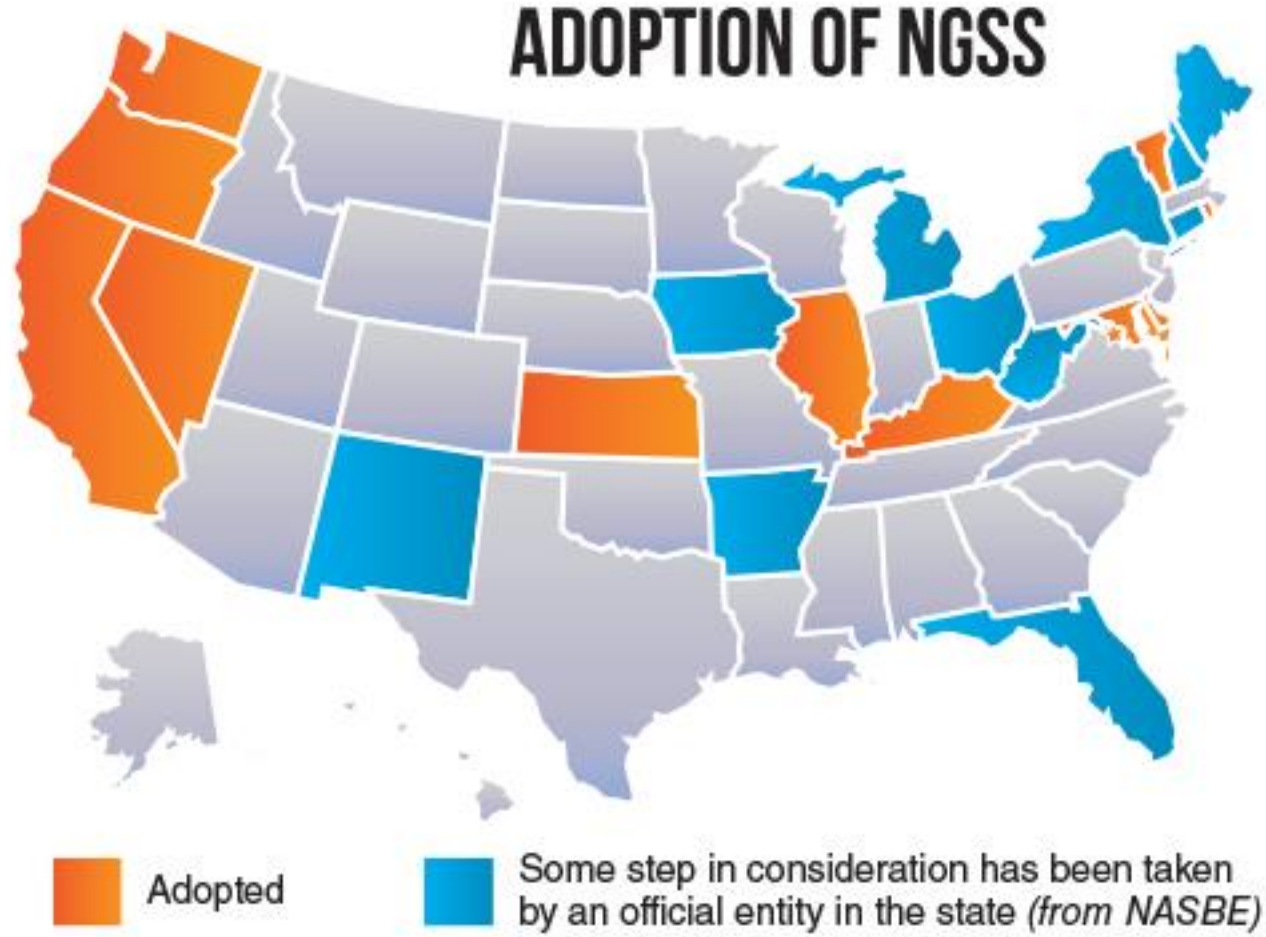 ADOPTION OF NGSS
Adopted
Some step in consideration has been taken
by an official entity in the state (from NASBE)